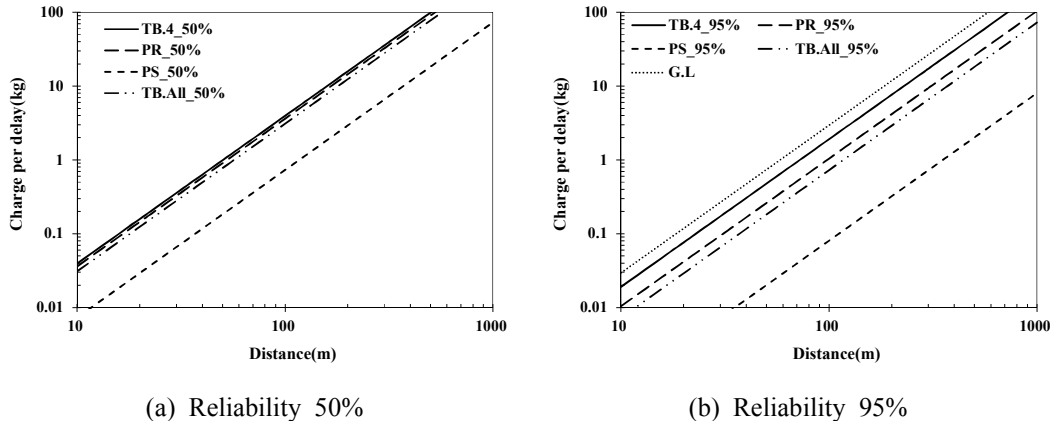 TB.4_50%
PR_50%
PS_50%
TB.All_50%
100
10
1
0.1
0.01
10 100 1000
Charge per delay(kg)
Distance(m)
(a) Reliability 50%
TB.4_95% PR_95%
PS_95% TB.All_95%
G.L
100
10
1
0.1
0.01
10 100 1000
Charge per delay(kg)
Distance(m)
(b) Reliability 95%